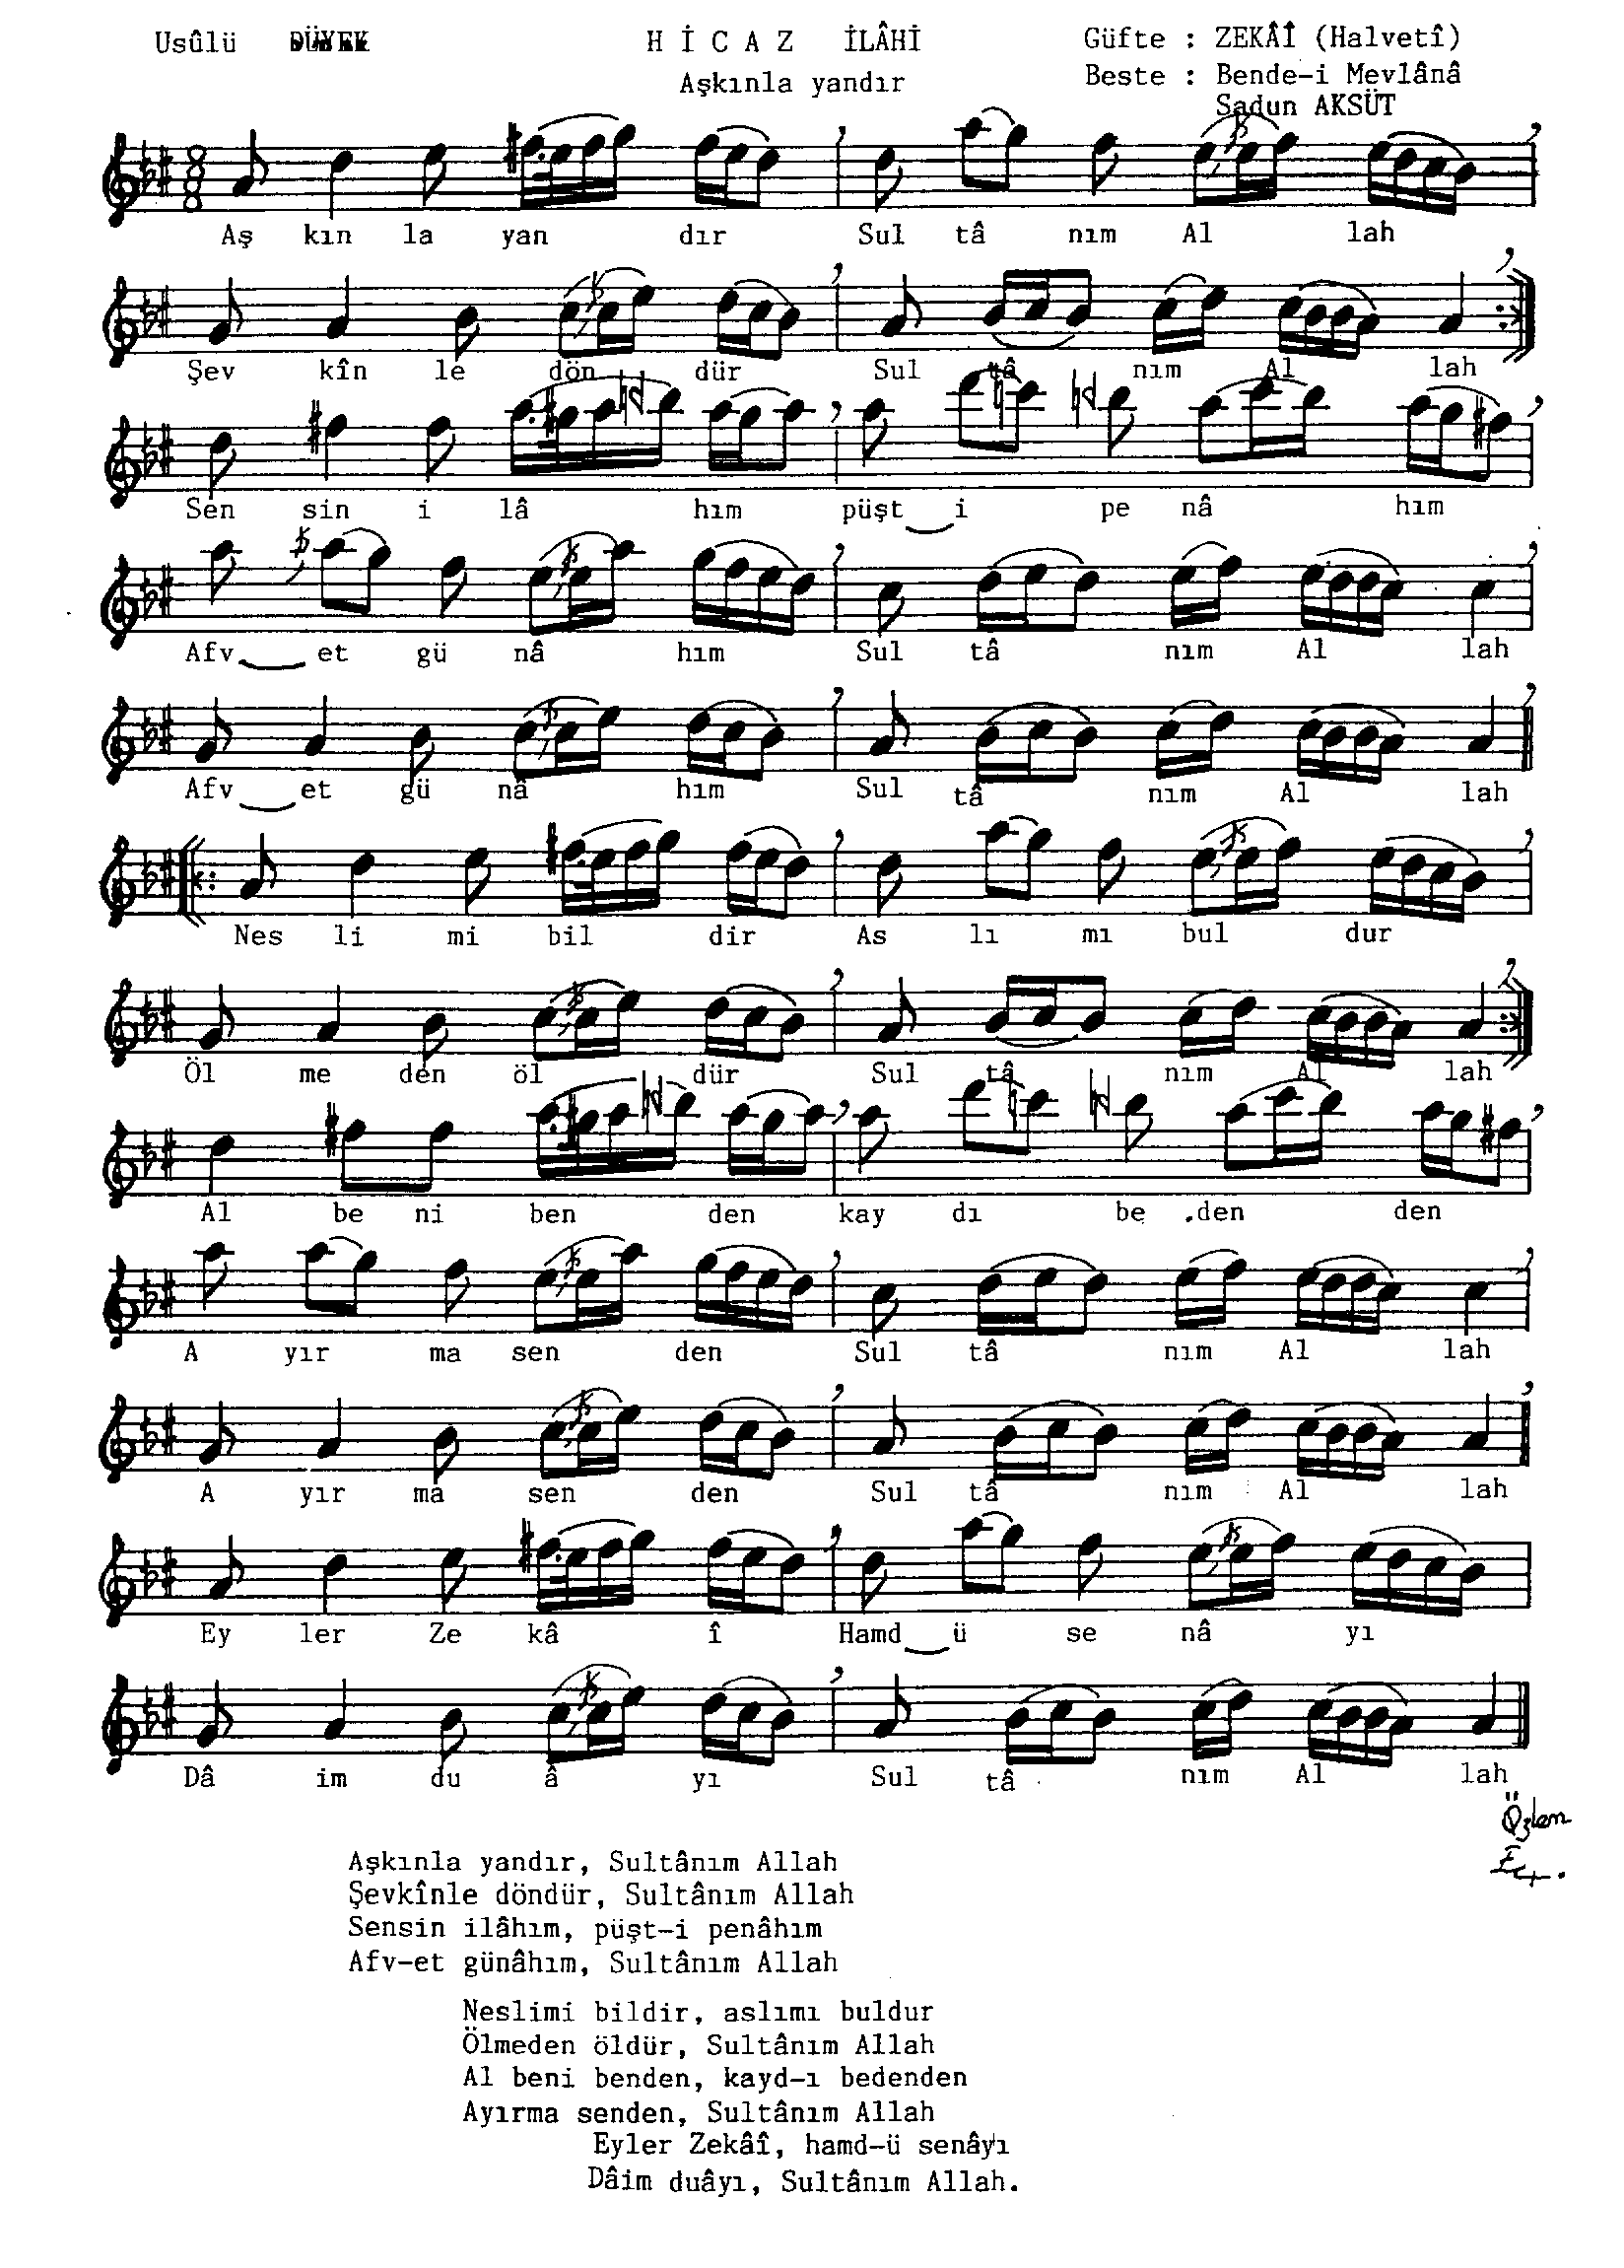 Usûlü DÜYEK
H İ C A Z İLÂHİ
Aşkınla yandır
Güfte : ZEKÂÎ (Halvetî)
Beste : Bende-i Mevlânâ
Sadun AKSÜT
8 8
Aş kın la yan dır Sul tâ nım Al lah
Şev kîn le dön dür Sul tâ nım Al lah
Sen sin i lâ hım püşt i pe nâ hım
Afv et gü nâ hım Sul tâ nım Al lah
Afv et gü nâ hım Sul tâ nım Al lah
Nes li mi bil dir As lı mı bul dur
Öl me den öl dür Sul tâ nım Al lah
Al be ni ben den kay dı be .den den
A yır ma sen den Sul tâ nım Al lah
A yır ma sen den Sul tâ nım Al lah
Ey ler Ze kâ î Hamd ü se nâ yı
Dâ im du â yı Sul tâ nım Al lah
Özlem
Aşkınla yandır, Sultânım Allah
Şevkînle döndür, Sultânım Allah
Sensin ilâhım, püşt-i penâhım
Afv-et günâhım, Sultânım Allah
Neslimi bildir, aslımı buldur
Ölmeden öldür, Sultânım Allah
Al beni benden, kayd-ı bedenden
Ayırma senden, Sultânım Allah
Eyler Zekâî, hamd-ü senâyı
Dâim duâyı, Sultânım Allah.